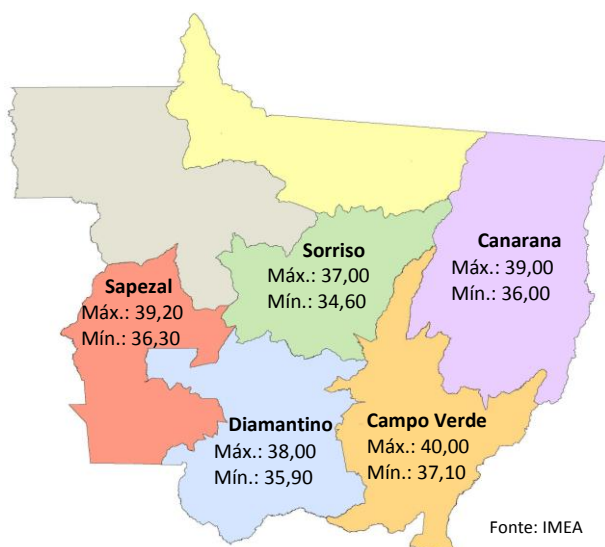 Sorriso
Máx.: 37,00
Mín.: 34,60
Canarana
Máx.: 39,00
Mín.: 36,00
Sapezal
Máx.: 39,20
Mín.: 36,30
Diamantino
Máx.: 38,00
Mín.: 35,90
Campo Verde
Máx.: 40,00
Mín.: 37,10
Fonte: IMEA